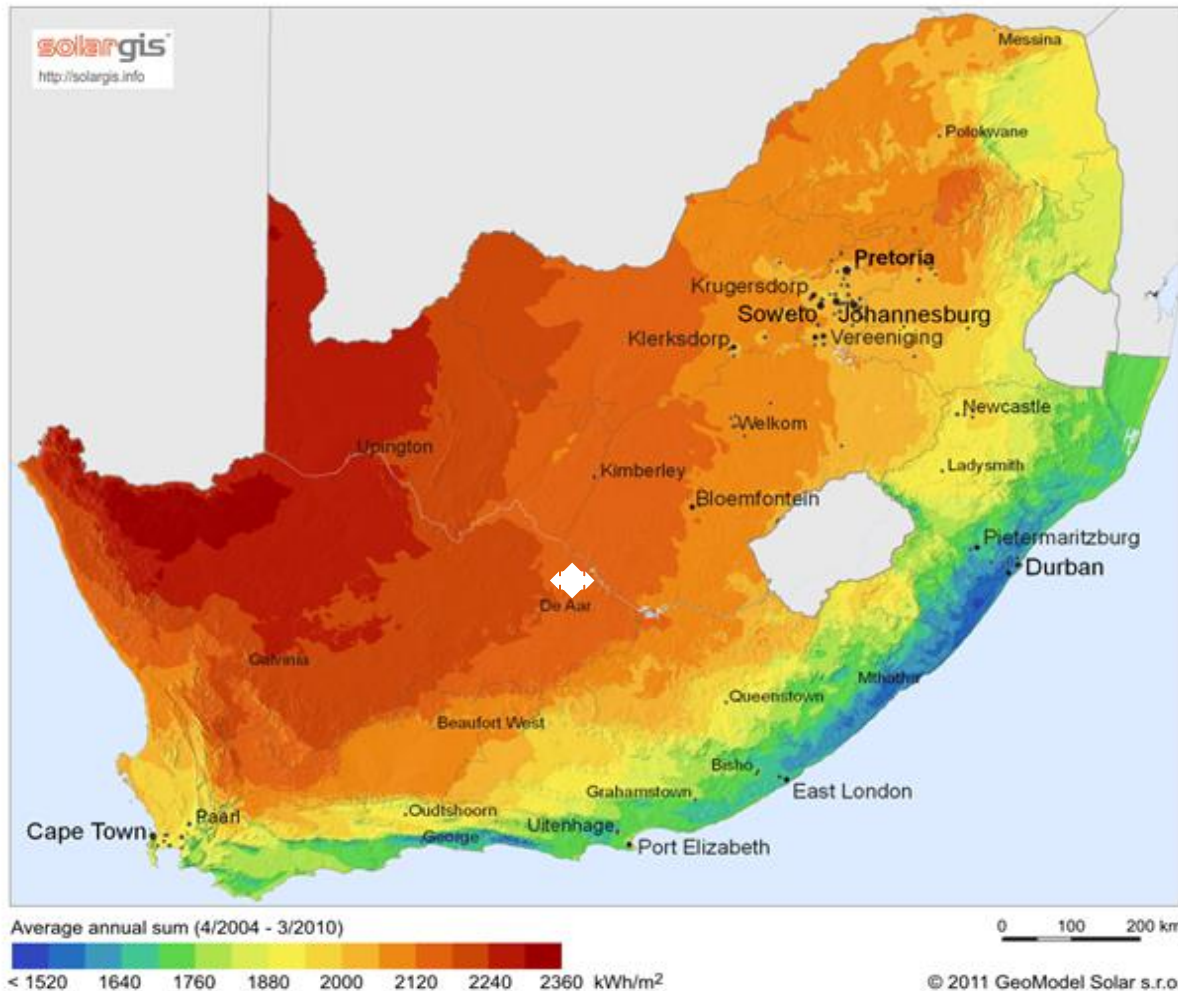 solargis
http://solargis.info
Messina
Polokwane
Pretoria
Krugersdorp
Soweto Johannesburg
Klerksdorp Vereeniging
Newcastle
Welkom
Upington
Kimberley
Ladysmith
Bloemfontein
Pietermaritzburg
Durban
De Aar
Calvinia
Mthatha
Queenstown
Beaufort West
Bisho
East London
Grahamstown
Oudtshoorn
Paarl
Cape Town
George
Uitenhage
Port Elizabeth
Average annual sum (4/2004 - 3/2010)
0 100 200 km
< 1520 1640 1760 1880 2000 2120 2240 2360 kWh/m²
© 2011 GeoModel Solar s.r.o